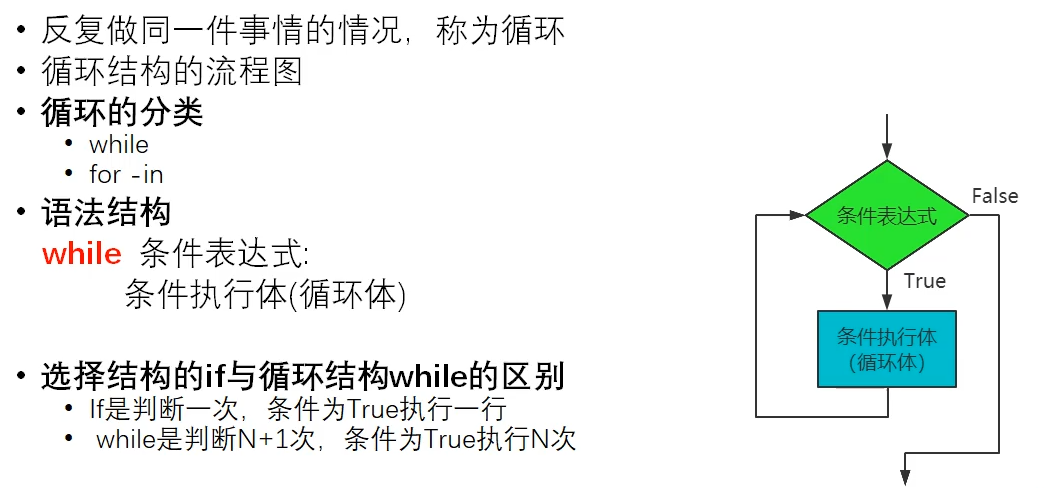 • 反复做同一件事情的情况，称为循环
• 循环结构的流程图
• 循环的分类
• while
• for -in
• 语法结构
while 条件表达式:
条件执行体(循环体)
• 选择结构的if与循环结构while的区别
• If是判断一次，条件为True执行一行
• while是判断N+1次，条件为True执行N次
条件表达式
False
True
条件执行体
（循环体）